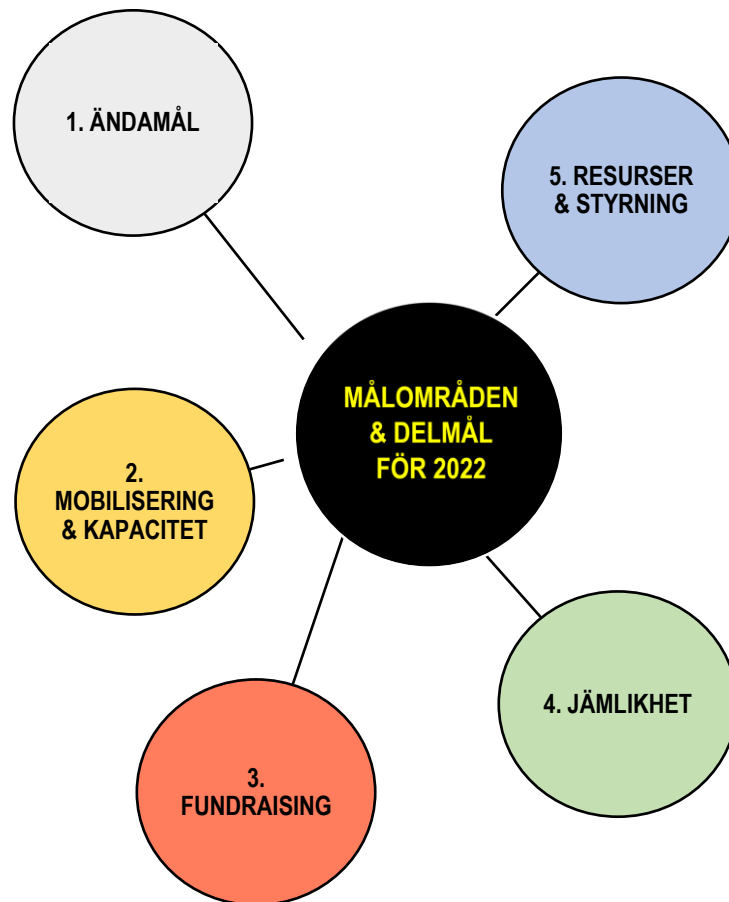 1. ÄNDAMÅL
5. RESURSER
& STYRNING
MÅLOMRÅDEN
& DELMÅL
FÖR 2022
2.
MOBILISERING
& KAPACITET
4. JÄMLIKHET
3.
FUNDRAISING